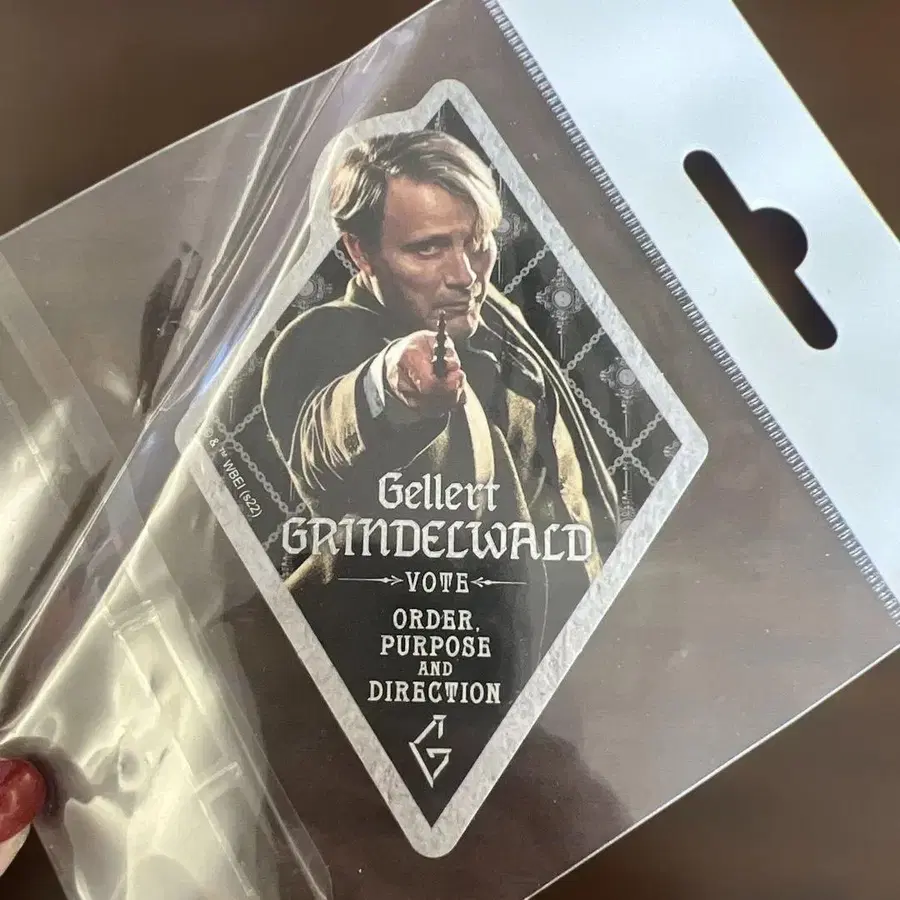 & ™ WBEI (s22)
Gellert
GRINDELWALD
VOTE
ORDER,
PURPOSE
AND
DIRECTION
G